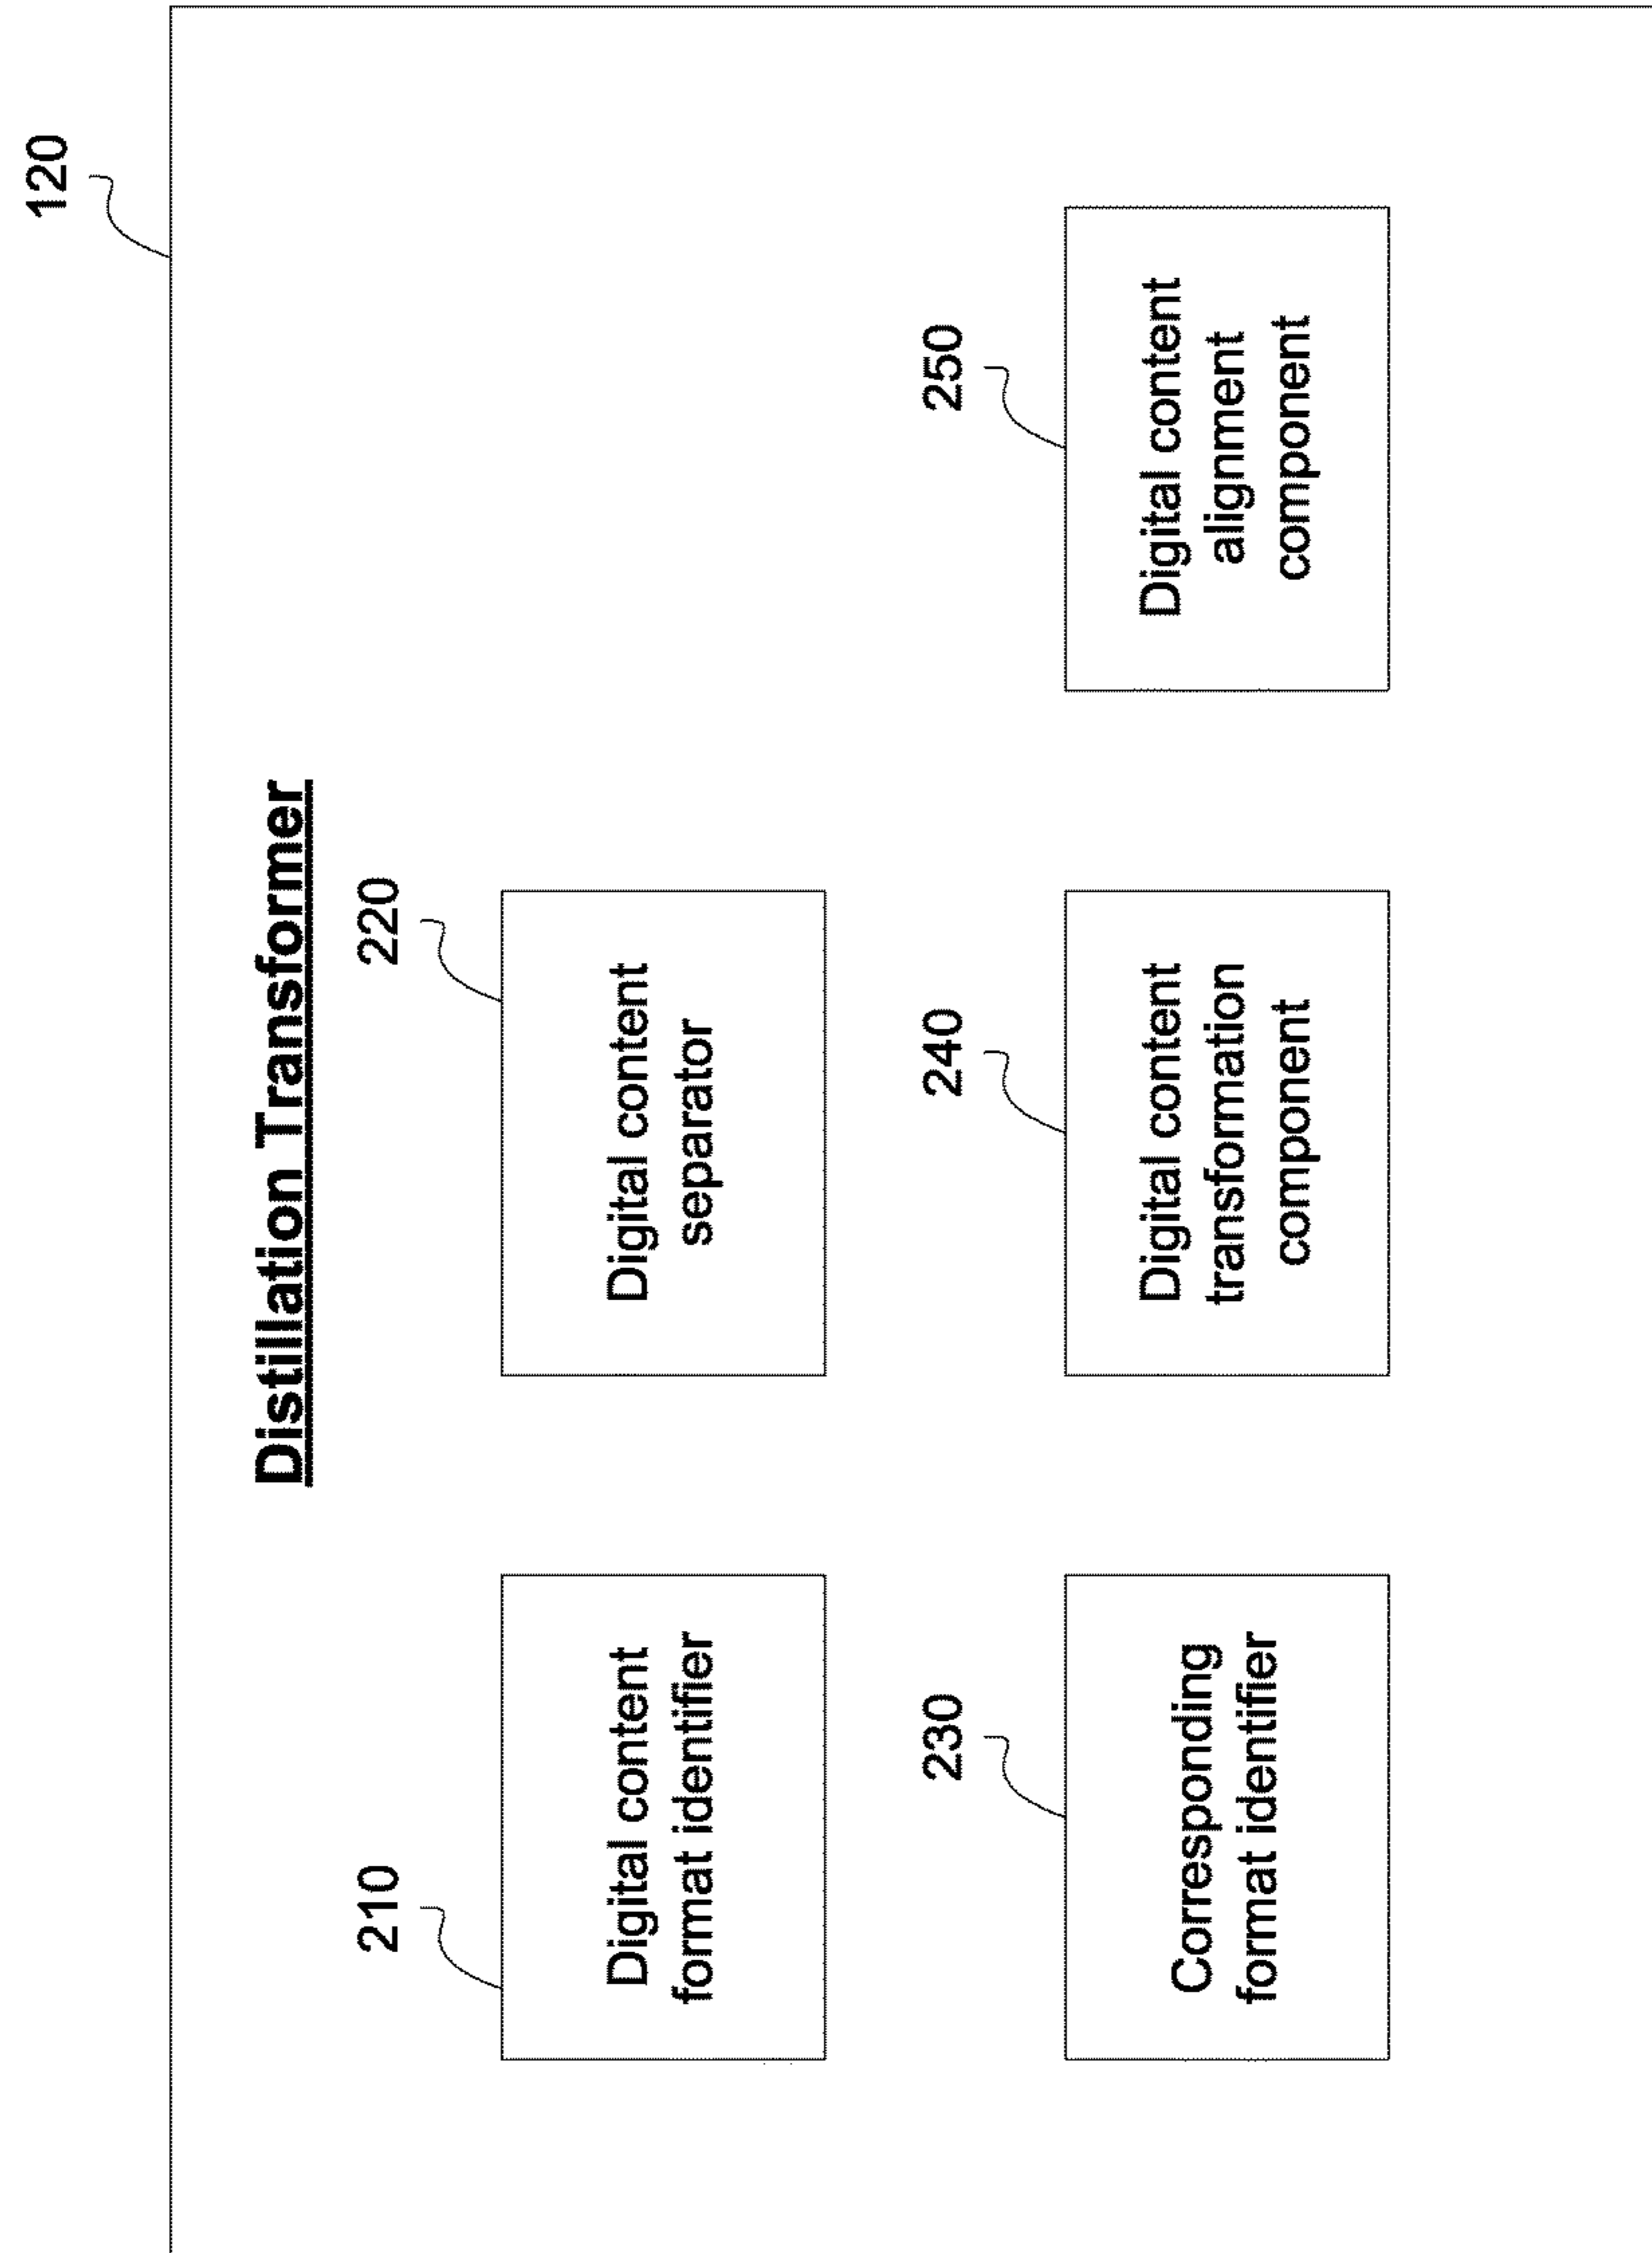 120
Distillation Transformer
210
Digital content
format identifier
220
Digital content
separator
230
Corresponding
format identifier
240
Digital content
transformation
component
250
Digital content
alignment
component